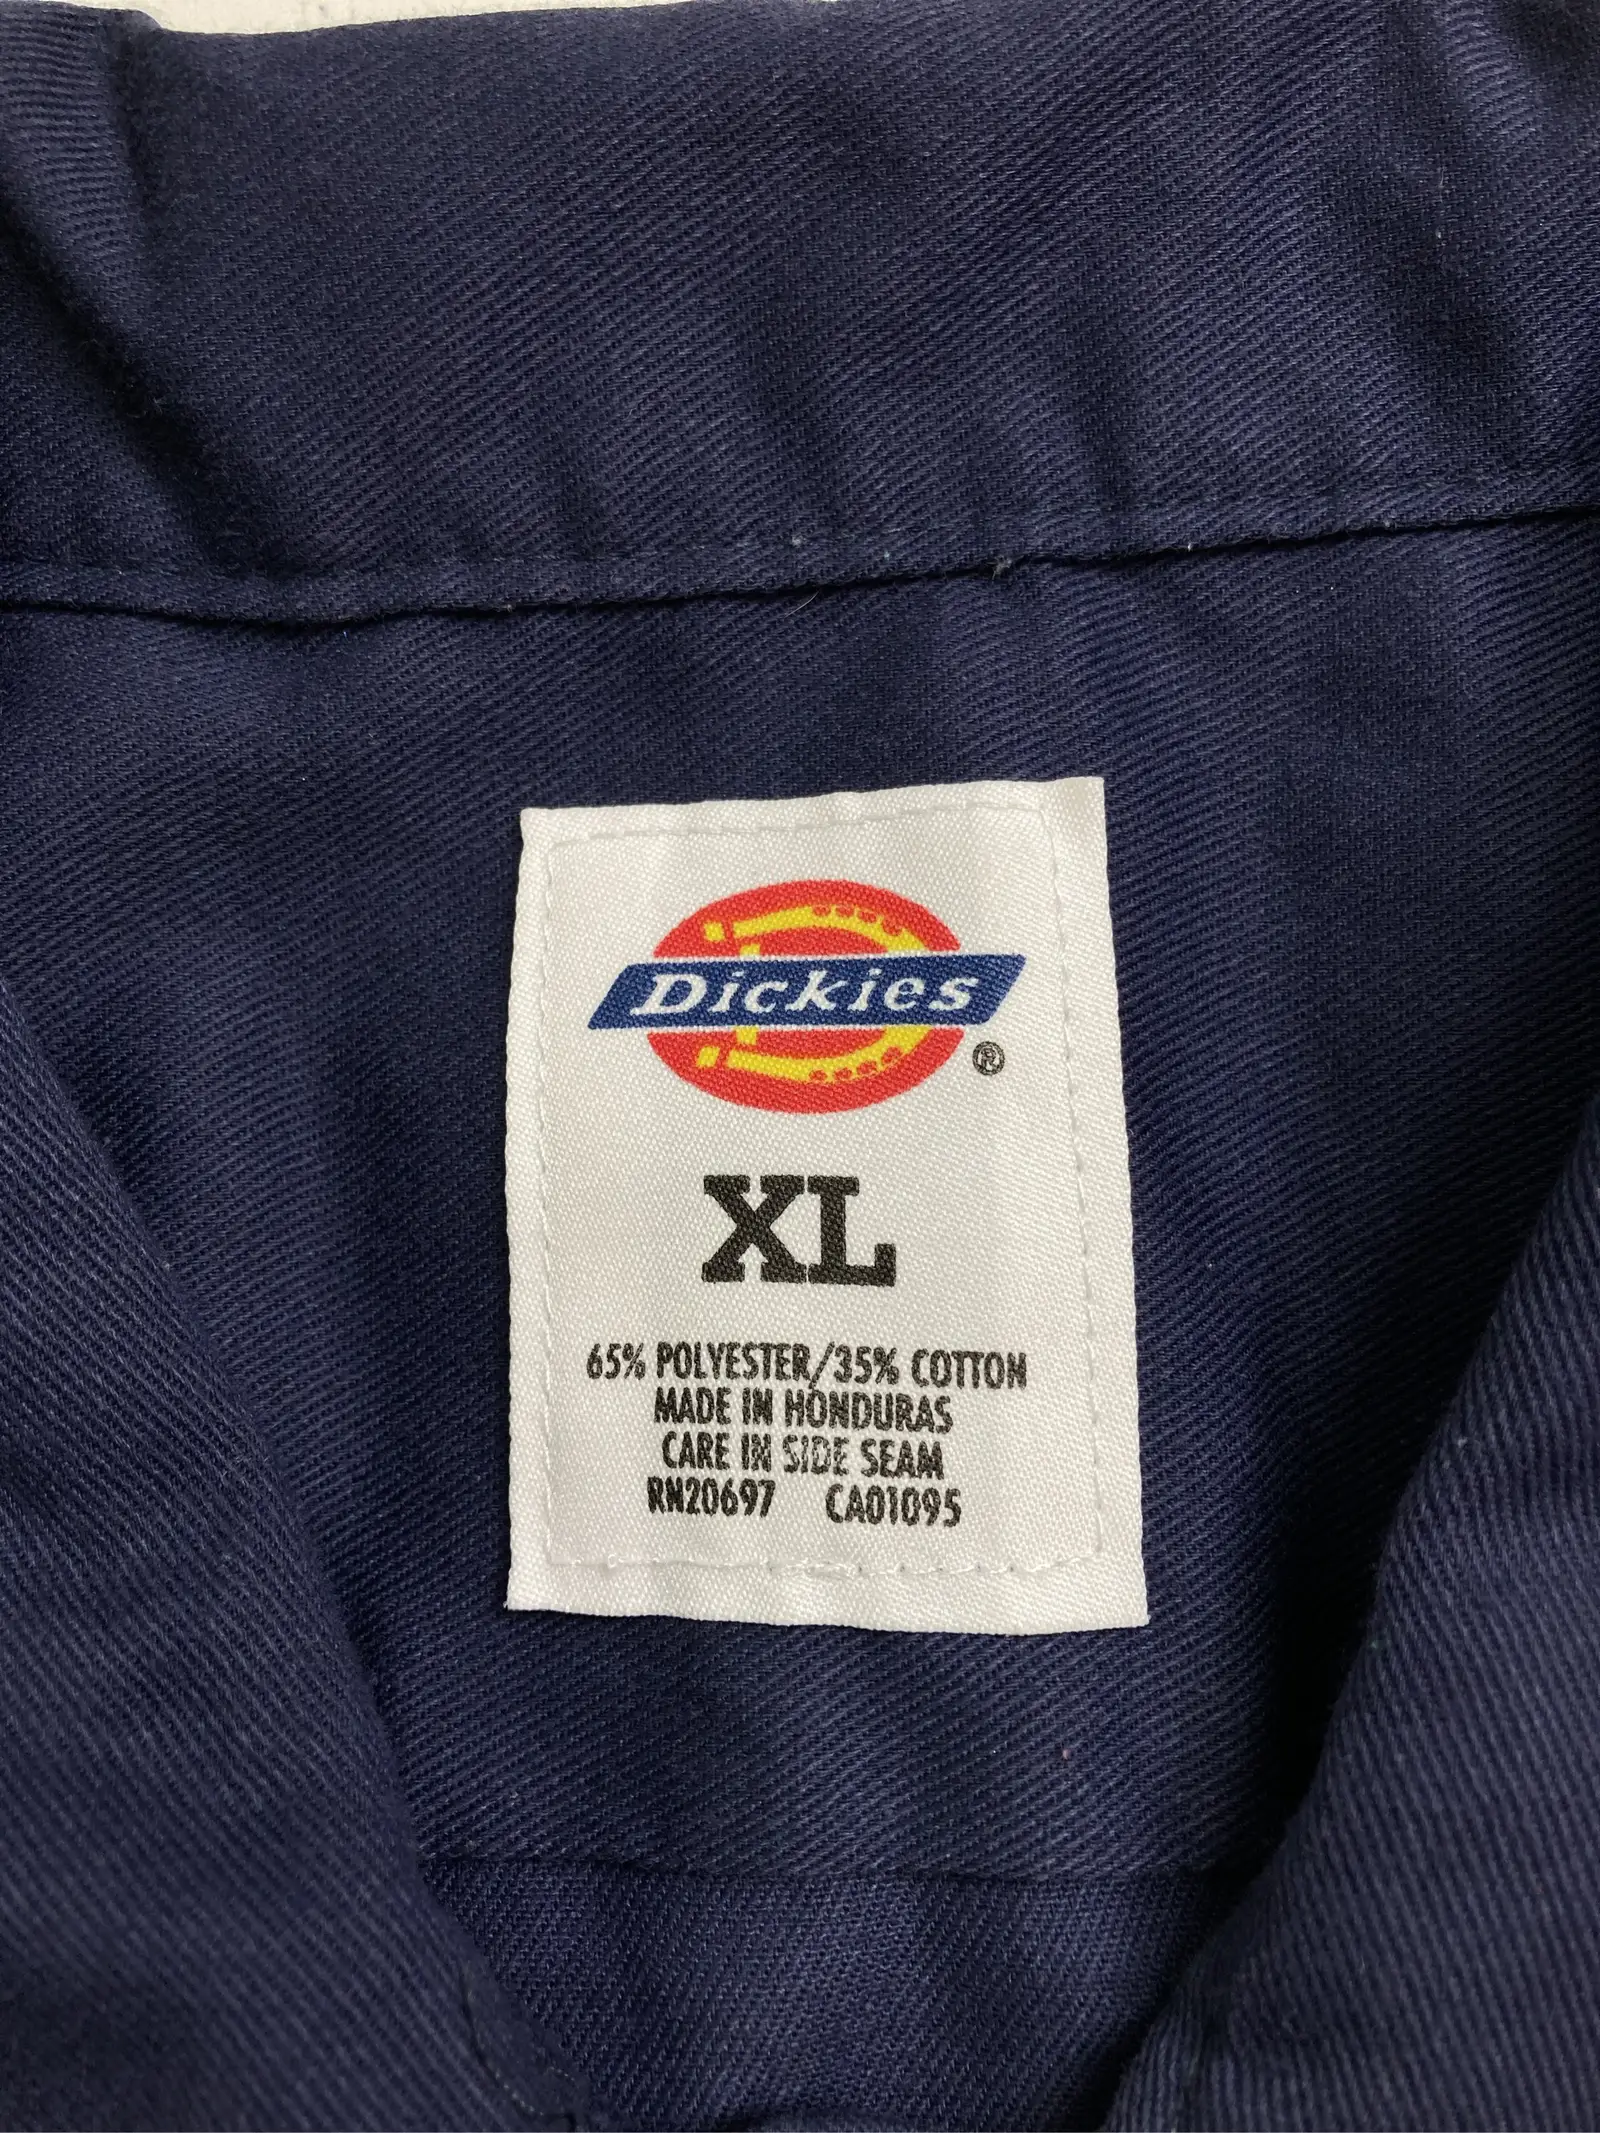 Dickies
®
XL
65% POLYESTER/35% COTTON
MADE IN HONDURAS
CARE IN SIDE SEAM
RN20697 CA01095